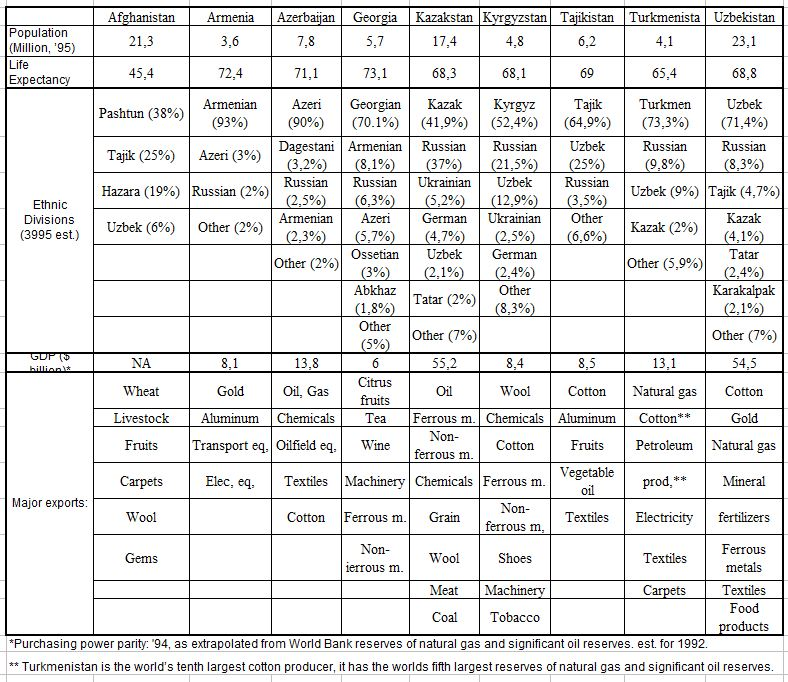 Afghanistan Armenia Azerbaijan Georgia Kazakstan Kyrgyzstan Tajikistan Turkmenista Uzbekistan
Population
(Million, '95) 21,3 3,6 7,8 5,7 17,4 4,8 6,2 4,1 23,1
Life
Expectancy 45,4 72,4 71,1 73,1 68,3 68,1 69 65,4 68,8
Ethnic
Divisions
(3995 est.)
Pashtun (38%) Armenian (93%) Azeri (90%) Georgian (70.1%) Kazak (41,9%) Kyrgyz (52,4%) Tajik (64,9%) Turkmen (73,3%) Uzbek (71,4%)
Tajik (25%) Azeri (3%) Dagestani (3,2%) Armenian (8,1%) Russian (37%) Russian (21,5%) Uzbek (25%) Russian (9,8%) Russian (8,3%)
Hazara (19%) Russian (2%) Russian (2,5%) Russian (6,3%) Ukrainian (5,2%) Uzbek (12,9%) Russian (3,5%) Uzbek (9%) Tajik (4,7%)
Uzbek (6%) Other (2%) Armenian (2,3%) Azeri (5,7%) German (4,7%) Ukrainian (2,5%) Other (6,6%) Kazak (2%) Kazak (4,1%)
Other (2%) Ossetian (3%) Uzbek (2,1%) German (2,4%) Other (5,9%) Tatar (2,4%)
Abkhaz (1,8%) Tatar (2%) Other (8,3%) Karakalpak (2,1%)
Other (5%) Other (7%) Other (7%)
GDP ($
billion)* NA 8,1 13,8 6 55,2 8,4 8,5 13,1 54,5
Major exports:
Wheat Gold Oil, Gas Citrus fruits Oil Wool Cotton Natural gas Cotton
Livestock Aluminum Chemicals Tea Ferrous m. Chemicals Aluminum Cotton** Gold
Fruits Transport eq, Oilfield eq, Wine Non-ferrous m. Cotton Fruits Petroleum Natural gas
Carpets Elec, eq, Textiles Machinery Chemicals Ferrous m. Vegetable oil prod,** Mineral
Wool Cotton Ferrous m. Grain Non-ferrous m, Textiles Electricity fertilizers
Gems Non-ierrous m. Wool Shoes Textiles Ferrous metals
Meat Machinery Carpets Textiles
Coal Tobacco Food products
*Purchasing power parity: '94, as extrapolated from World Bank reserves of natural gas and significant oil reserves. est. for 1992.
** Turkmenistan is the world's tenth largest cotton producer, it has the worlds fifth largest reserves of natural gas and significant oil reserves.